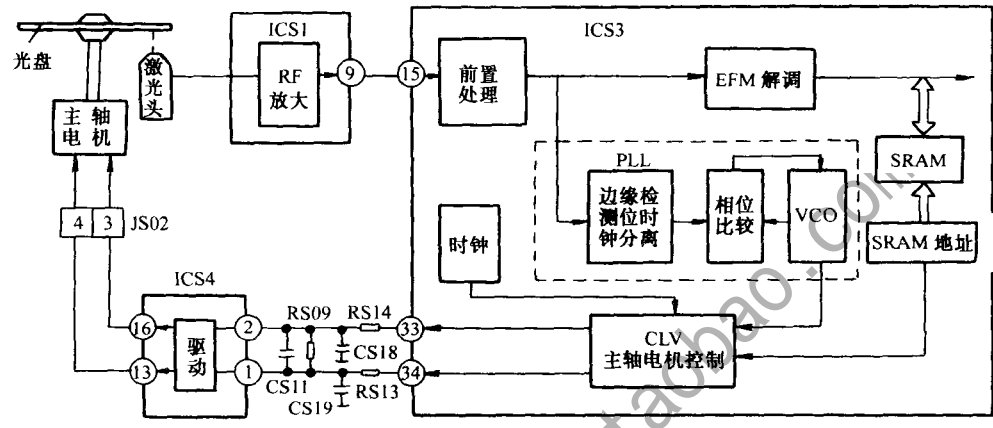 光盘
激光头
主轴
电机
4
3
JS02
ICS1
RF
放大
9
15
ICS3
前置
处理
EFM 解调
SRAM
SRAM 地址
PLL
边缘检
测位时
钟分离
相位
比较
VCO
时钟
CLV
主轴电机控制
ICS4
16
13
驱动
2
1
RS09
RS14
CS18
CS11
CS19
RS13
33
34
taobao.com